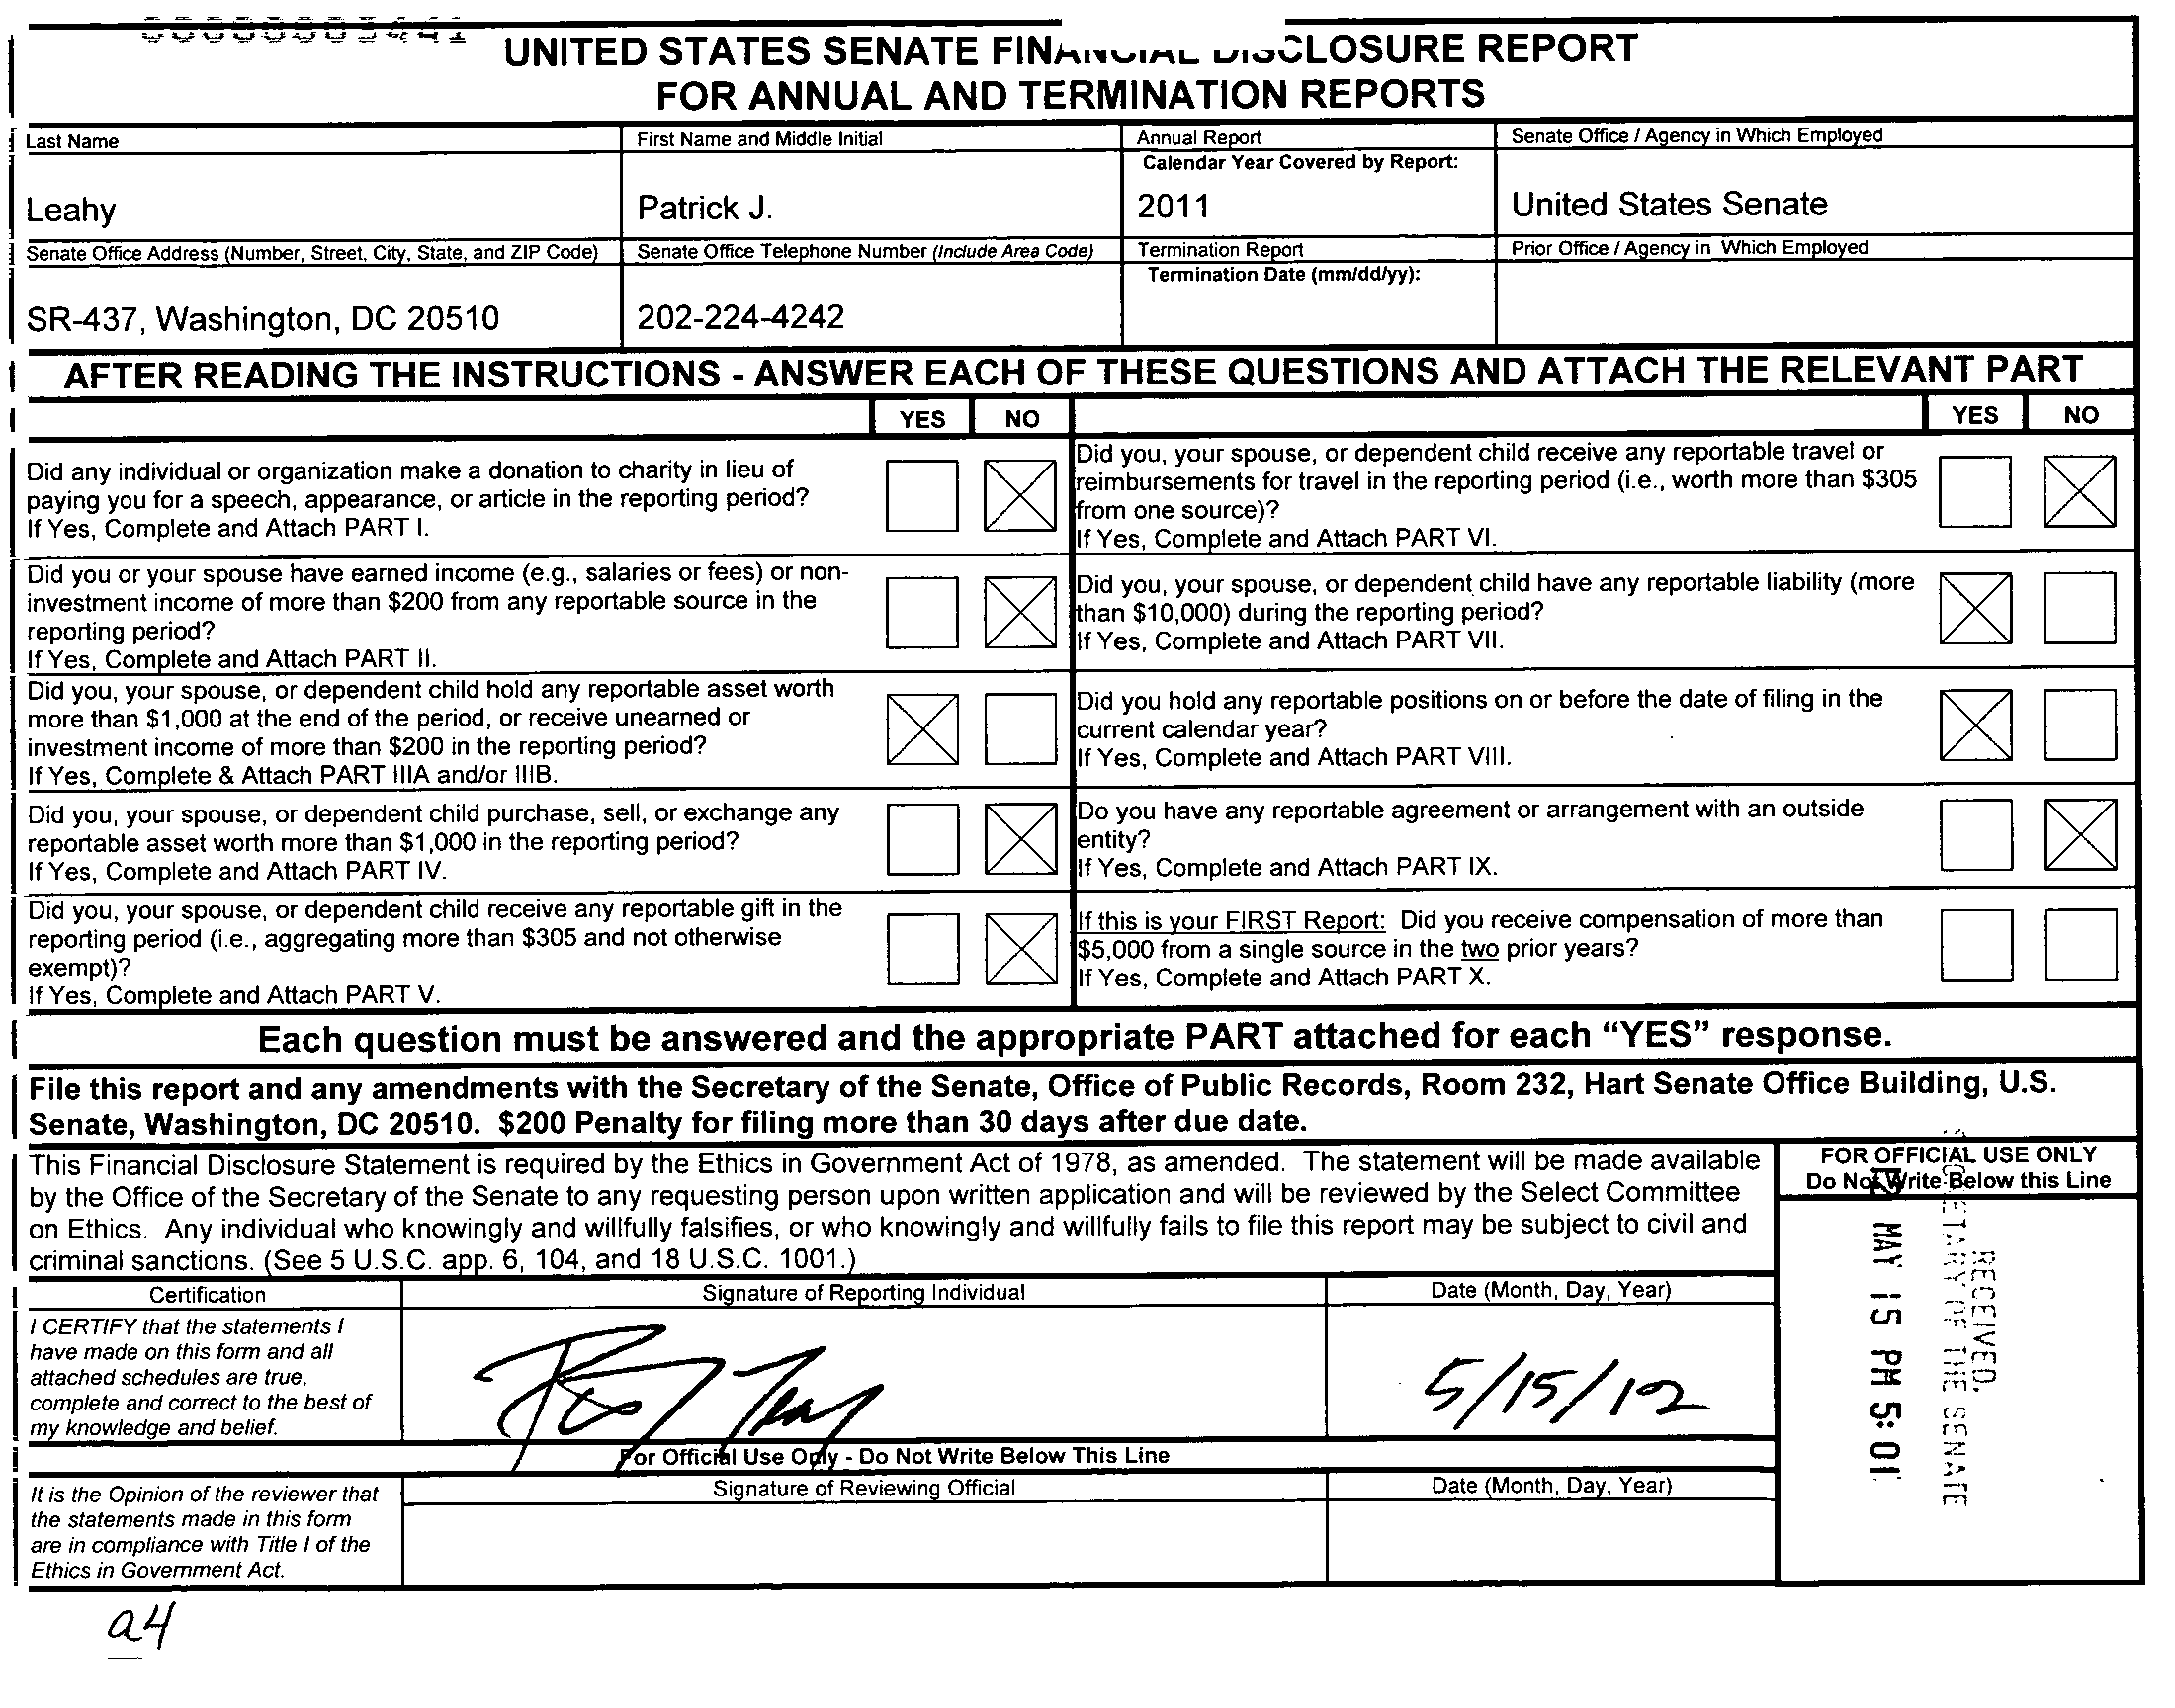 UNITED STATES SENATE FINANCIAL DISCLOSURE REPORT
FOR ANNUAL AND TERMINATION REPORTS
Last Name
First Name and Middle Initial
Annual Report
Calendar Year Covered by Report:
Senate Office / Agency in Which Employed
Leahy
Patrick J.
2011
United States Senate
Senate Office Address (Number, Street, City, State, and ZIP Code)
Senate Office Telephone Number (Include Area Code)
Termination Report
Termination Date (mm/dd/yy):
Prior Office / Agency in Which Employed
SR-437, Washington, DC 20510
202-224-4242
AFTER READING THE INSTRUCTIONS - ANSWER EACH OF THESE QUESTIONS AND ATTACH THE RELEVANT PART
YES NO
YES NO
Did any individual or organization make a donation to charity in lieu of
paying you for a speech, appearance, or article in the reporting period?
If Yes, Complete and Attach PART I.
Did you, your spouse, or dependent child receive any reportable travel or
reimbursements for travel in the reporting period (i.e., worth more than $305
from one source)?
If Yes, Complete and Attach PART VI.
Did you or your spouse have earned income (e.g., salaries or fees) or non-
investment income of more than $200 from any reportable source in the
reporting period?
If Yes, Complete and Attach PART II.
Did you, your spouse, or dependent child have any reportable liability (more
than $10,000) during the reporting period?
If Yes, Complete and Attach PART VII.
Did you, your spouse, or dependent child hold any reportable asset worth
more than $1,000 at the end of the period, or receive unearned or
investment income of more than $200 in the reporting period?
If Yes, Complete & Attach PART IIIA and/or IIIB.
Did you hold any reportable positions on or before the date of filing in the
current calendar year?
If Yes, Complete and Attach PART VIII.
Did you, your spouse, or dependent child purchase, sell, or exchange any
reportable asset worth more than $1,000 in the reporting period?
If Yes, Complete and Attach PART IV.
Do you have any reportable agreement or arrangement with an outside
entity?
If Yes, Complete and Attach PART IX.
Did you, your spouse, or dependent child receive any reportable gift in the
reporting period (i.e., aggregating more than $305 and not otherwise
exempt)?
If Yes, Complete and Attach PART V.
If this is your FIRST Report: Did you receive compensation of more than
$5,000 from a single source in the two prior years?
If Yes, Complete and Attach PART X.
Each question must be answered and the appropriate PART attached for each “YES” response.
File this report and any amendments with the Secretary of the Senate, Office of Public Records, Room 232, Hart Senate Office Building, U.S.
Senate, Washington, DC 20510. $200 Penalty for filing more than 30 days after due date.
This Financial Disclosure Statement is required by the Ethics in Government Act of 1978, as amended. The statement will be made available
by the Office of the Secretary of the Senate to any requesting person upon written application and will be reviewed by the Select Committee
on Ethics. Any individual who knowingly and willfully falsifies, or who knowingly and willfully fails to file this report may be subject to civil and
criminal sanctions. (See 5 U.S.C. app. 6, 104, and 18 U.S.C. 1001.)
FOR OFFICIAL USE ONLY
Do Not Write Below this Line
RECEIVED
SECRETARY OF THE SENATE
MAY 15 PM 5:01
Certification
Signature of Reporting Individual
Date (Month, Day, Year)
I CERTIFY that the statements I
have made on this form and all
attached schedules are true,
complete and correct to the best of
my knowledge and belief.
5/15/12
For Official Use Only - Do Not Write Below This Line
It is the Opinion of the reviewer that
the statements made in this form
are in compliance with Title I of the
Ethics in Government Act.
Signature of Reviewing Official
Date (Month, Day, Year)
a4